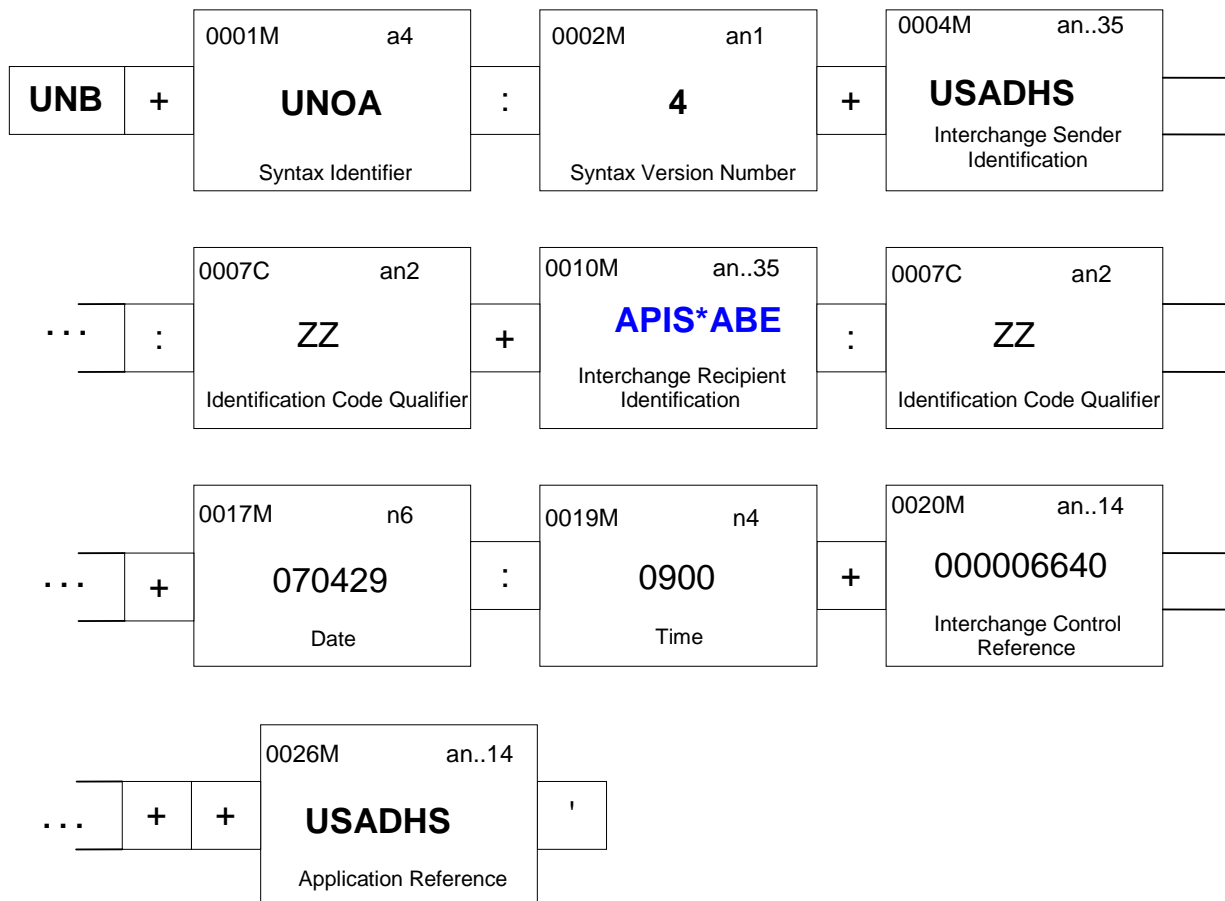 0001M a4 0002M an1 0004M an..35
UNB + UNOA : 4 + USADHS
Syntax Identifier Syntax Version Number Interchange Sender
Identification
0007C an2 0010M an..35 0007C an2
... : ZZ + APIS*ABE : ZZ
Identification Code Qualifier Interchange Recipient
Identification Identification Code Qualifier
0017M n6 0019M n4 0020M an..14
... + 070429 : 0900 + 000006640
Date Time Interchange Control
Reference
0026M an..14
... + + USADHS '
Application Reference